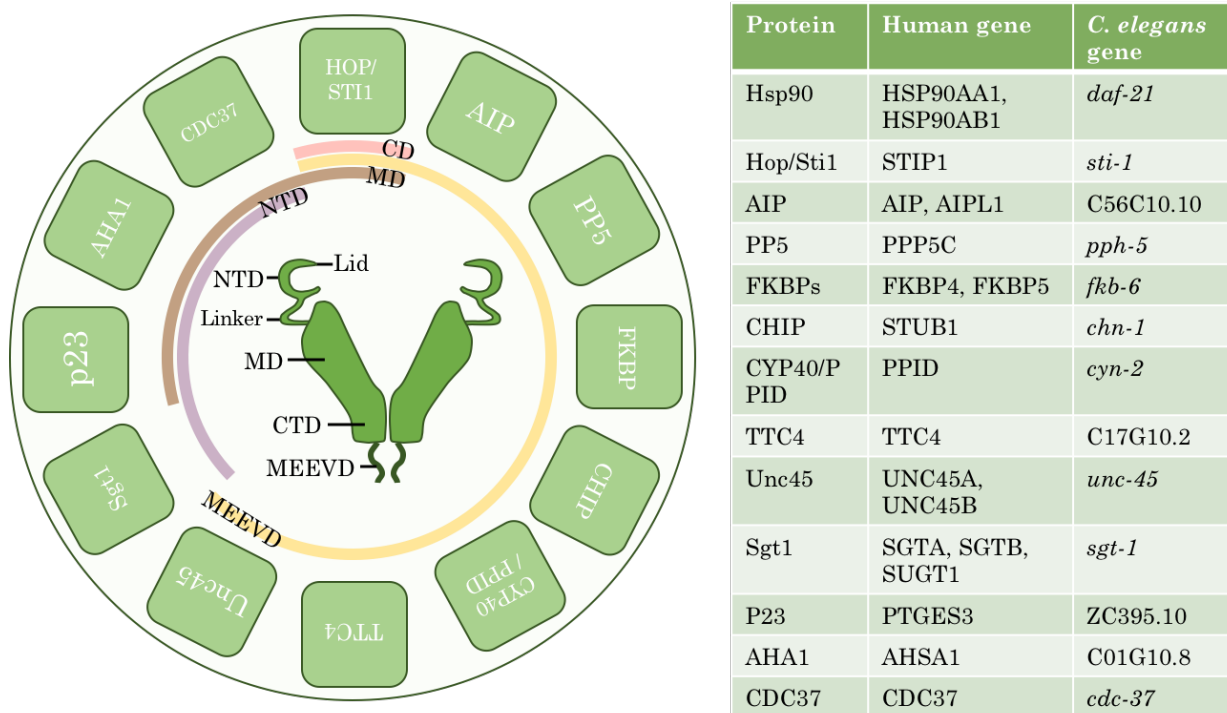 HOP/
STI1
AIP
PP5
FKBP
CHIP
CYP40
/ PPID
TTC4
Unc45
Sgt1
p23
AHA1
CDC37
CD
MD
NTD
MEEVD
Lid
NTD
Linker
MD
CTD
MEEVD
Protein Human gene C. elegans
gene
Hsp90 HSP90AA1, daf-21
HSP90AB1
Hop/Sti1 STIP1 sti-1
AIP AIP, AIPL1 C56C10.10
PP5 PPP5C pph-5
FKBPs FKBP4, FKBP5 fkb-6
CHIP STUB1 chn-1
CYP40/P PPID cyn-2
PID
TTC4 TTC4 C17G10.2
Unc45 UNC45A, unc-45
UNC45B
Sgt1 SGTA, SGTB, sgt-1
SUGT1
P23 PTGES3 ZC395.10
AHA1 AHSA1 C01G10.8
CDC37 CDC37 cdc-37